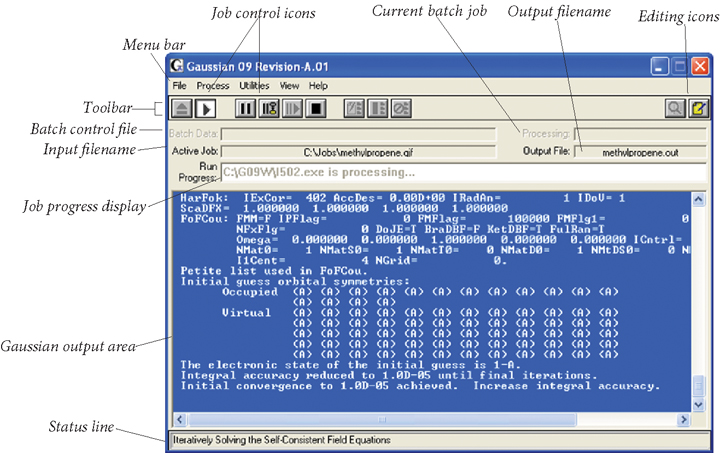 Job control icons
Current batch job
Output filename
Editing icons
Menu bar
Gaussian 09 Revision-A.01
File Process Utilities View Help
Toolbar
Batch control file
Batch Data:
Processing:
Input filename
Active Job:
C:\Jobs\methylpropene.gjf
Output File:
methylpropene.out
Run
Progress:
C:\G09W\l502.exe is processing...
Job progress display
HarFok: IExCor= 402 AccDes= 0.00D+00 IRadAn= 1 IDoV= 1
ScaDFX= 1.000000 1.000000 1.000000 1.000000
FoFCou: FMM=F IPFlag= 0 FMFlag= 100000 FMFlg1= 0
NFxFlg= 0 DoJE=T BraDBF=F KetDBF=T FulRan=T
Omega= 0.000000 0.000000 1.000000 0.000000 0.000000 ICntrl=
NMat0= 1 NMatS0= 1 NMatT0= 0 NMatD0= 1 NMtDS0= 0
I1Cent= 4 NGrid= 0.
Petite list used in FoFCou.
Initial guess orbital symmetries:
Occupied (A) (A) (A) (A) (A) (A) (A) (A) (A) (A) (A) (A)
(A) (A) (A) (A)
Virtual (A) (A) (A) (A) (A) (A) (A) (A) (A) (A) (A) (A)
(A) (A) (A) (A) (A) (A) (A) (A) (A) (A) (A) (A)
(A) (A) (A) (A) (A) (A) (A) (A) (A) (A) (A) (A)
(A) (A) (A) (A) (A) (A) (A) (A) (A) (A) (A) (A)
(A) (A) (A) (A) (A) (A) (A) (A) (A) (A) (A) (A)
Gaussian output area
The electronic state of the initial guess is 1-A.
Integral accuracy reduced to 1.0D-05 until final iterations.
Initial convergence to 1.0D-05 achieved. Increase integral accuracy.
Status line
Iteratively Solving the Self-Consistent Field Equations